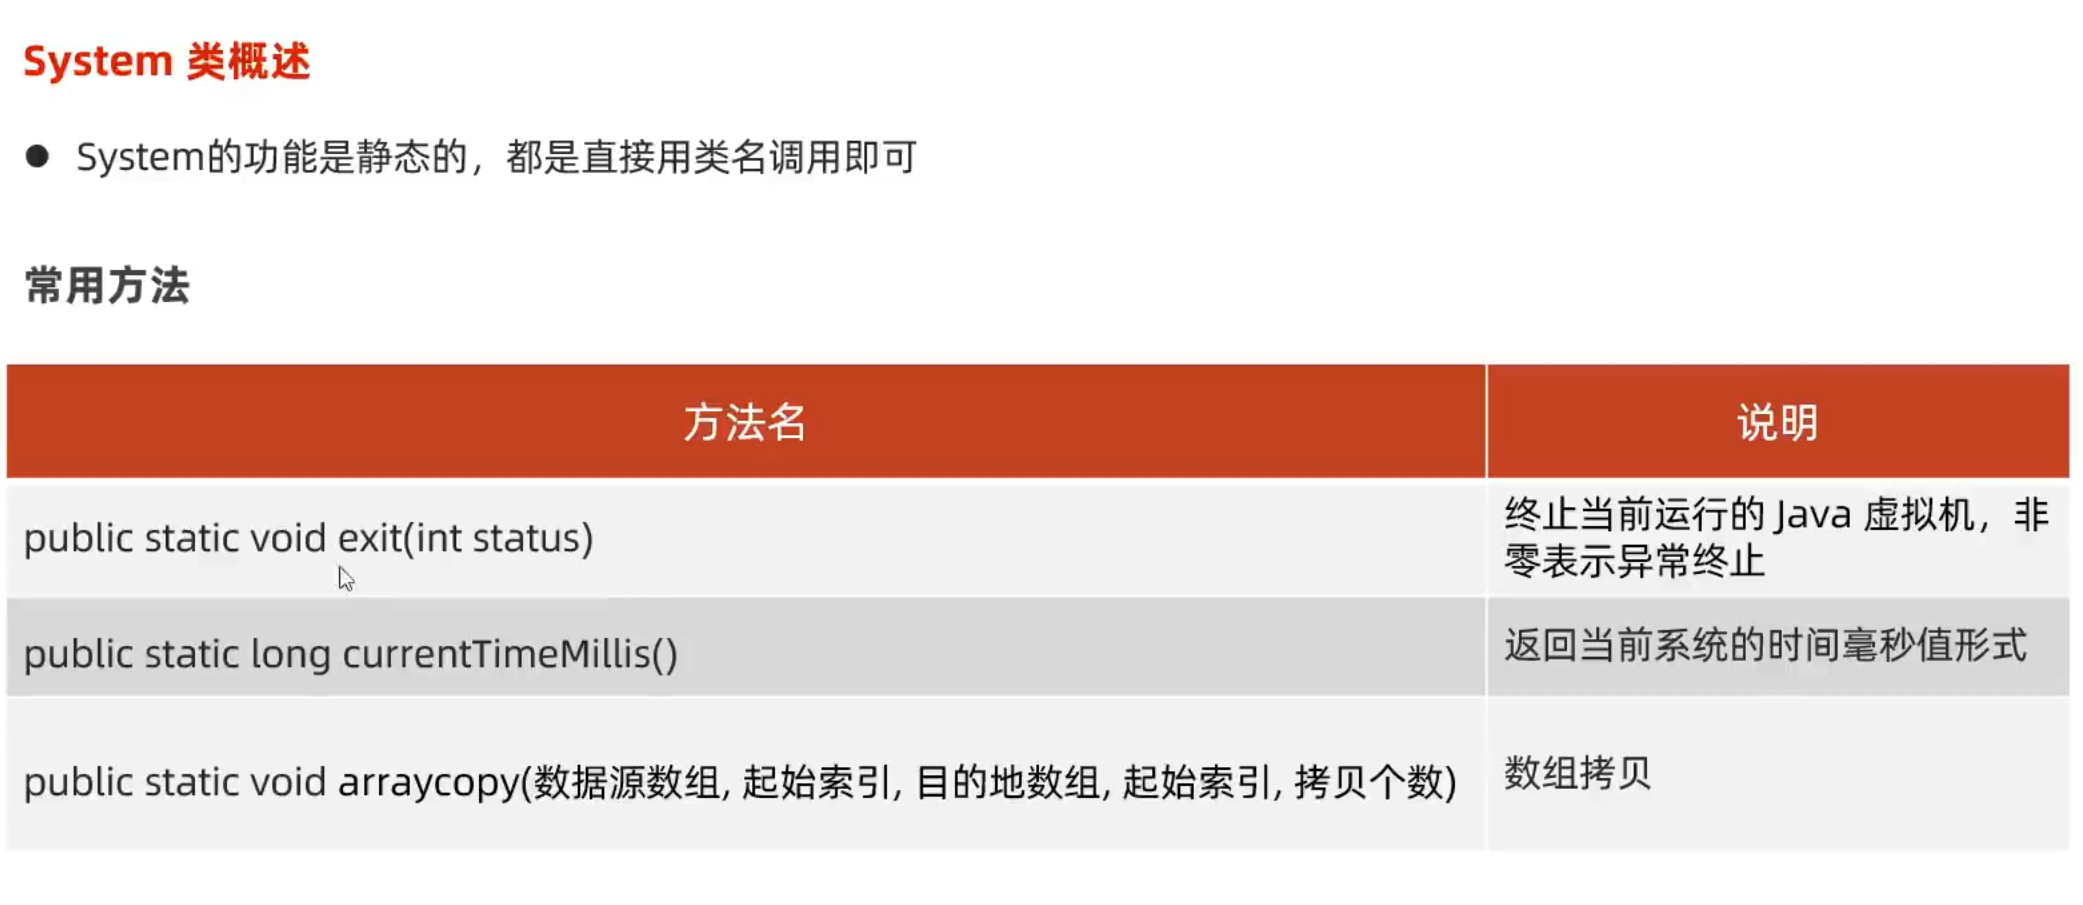 System 类概述
● System的功能是静态的，都是直接用类名调用即可
常用方法
方法名 说明
public static void exit(int status)
终止当前运行的 Java 虚拟机，非
零表示异常终止
public static long currentTimeMillis()
返回当前系统的时间毫秒值形式
public static void arraycopy(数据源数组, 起始索引, 目的地数组, 起始索引, 拷贝个数)
数组拷贝